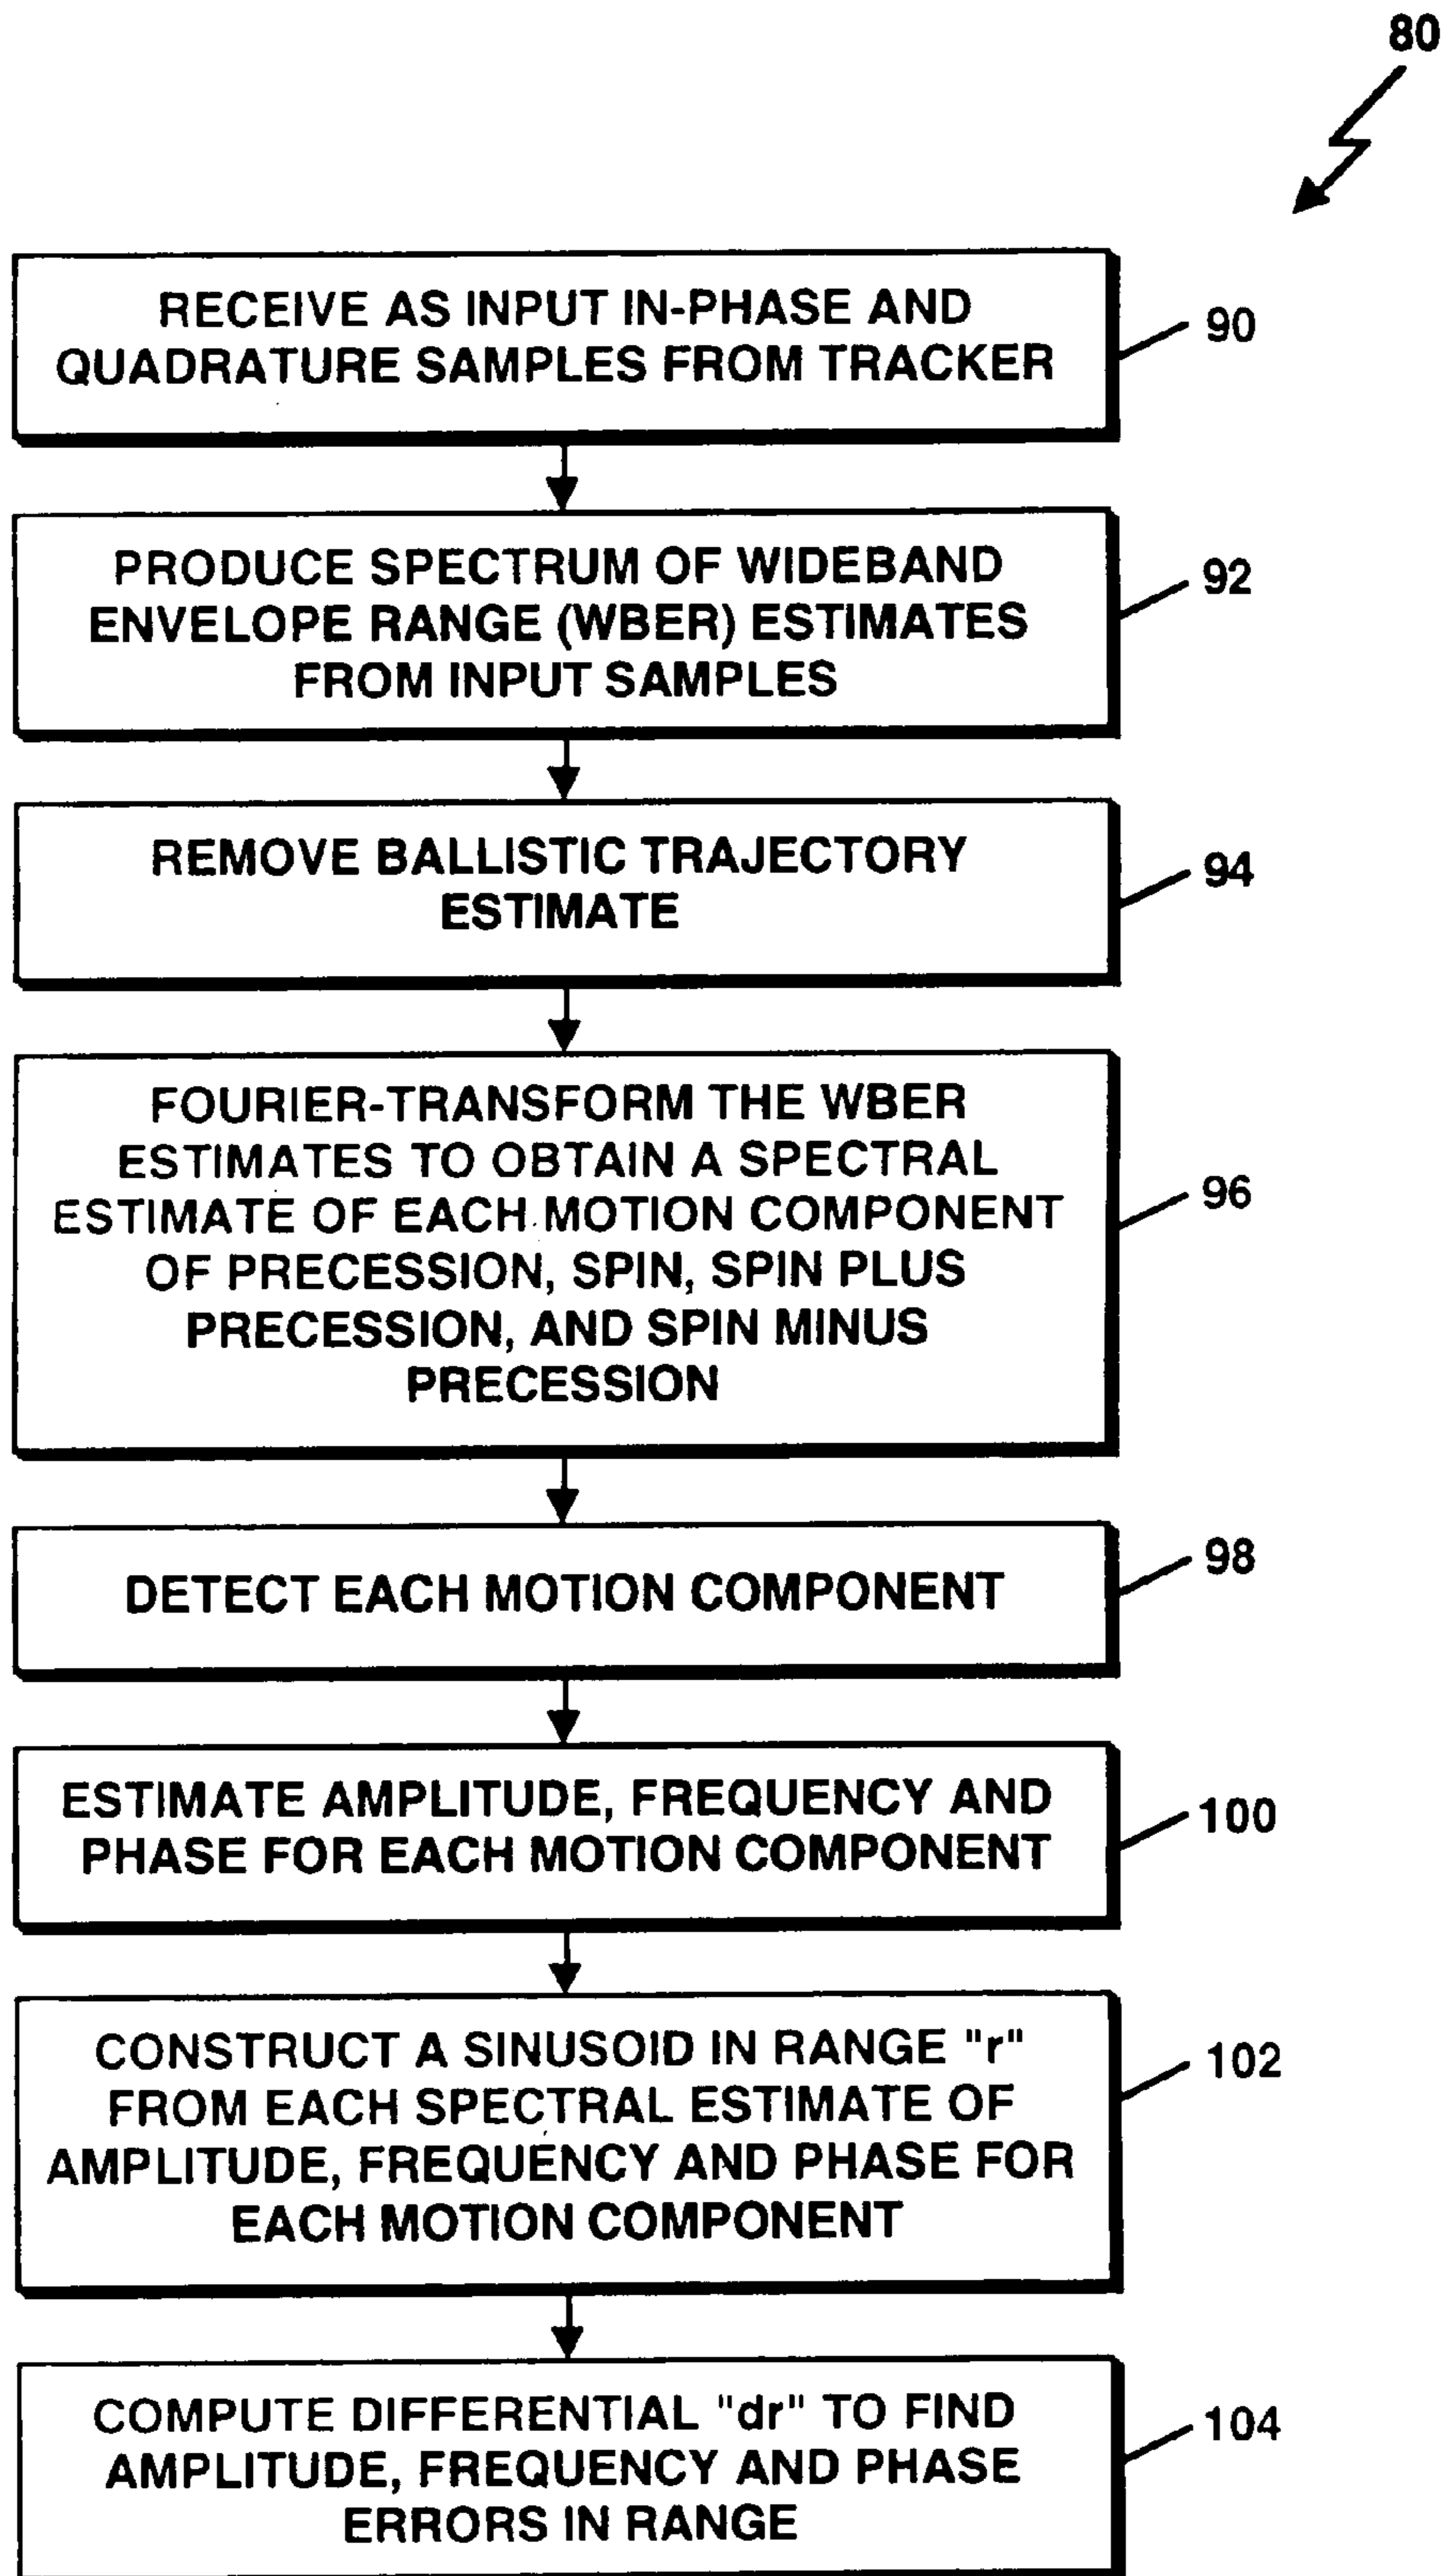 80
RECEIVE AS INPUT IN-PHASE AND
QUADRATURE SAMPLES FROM TRACKER
90
PRODUCE SPECTRUM OF WIDEBAND
ENVELOPE RANGE (WBER) ESTIMATES
FROM INPUT SAMPLES
92
REMOVE BALLISTIC TRAJECTORY
ESTIMATE
94
FOURIER-TRANSFORM THE WBER
ESTIMATES TO OBTAIN A SPECTRAL
ESTIMATE OF EACH MOTION COMPONENT
OF PRECESSION, SPIN, SPIN PLUS
PRECESSION, AND SPIN MINUS
PRECESSION
96
DETECT EACH MOTION COMPONENT
98
ESTIMATE AMPLITUDE, FREQUENCY AND
PHASE FOR EACH MOTION COMPONENT
100
CONSTRUCT A SINUSOID IN RANGE "r"
FROM EACH SPECTRAL ESTIMATE OF
AMPLITUDE, FREQUENCY AND PHASE FOR
EACH MOTION COMPONENT
102
COMPUTE DIFFERENTIAL "dr" TO FIND
AMPLITUDE, FREQUENCY AND PHASE
ERRORS IN RANGE
104